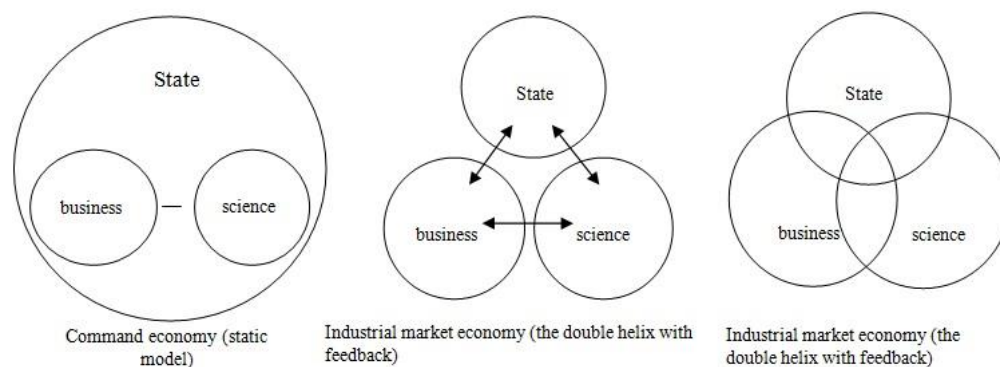 State
business
science
Command economy (static
model)
State
business
science
Industrial market economy (the double helix with
feedback)
State
business
science
Industrial market economy (the
double helix with feedback)